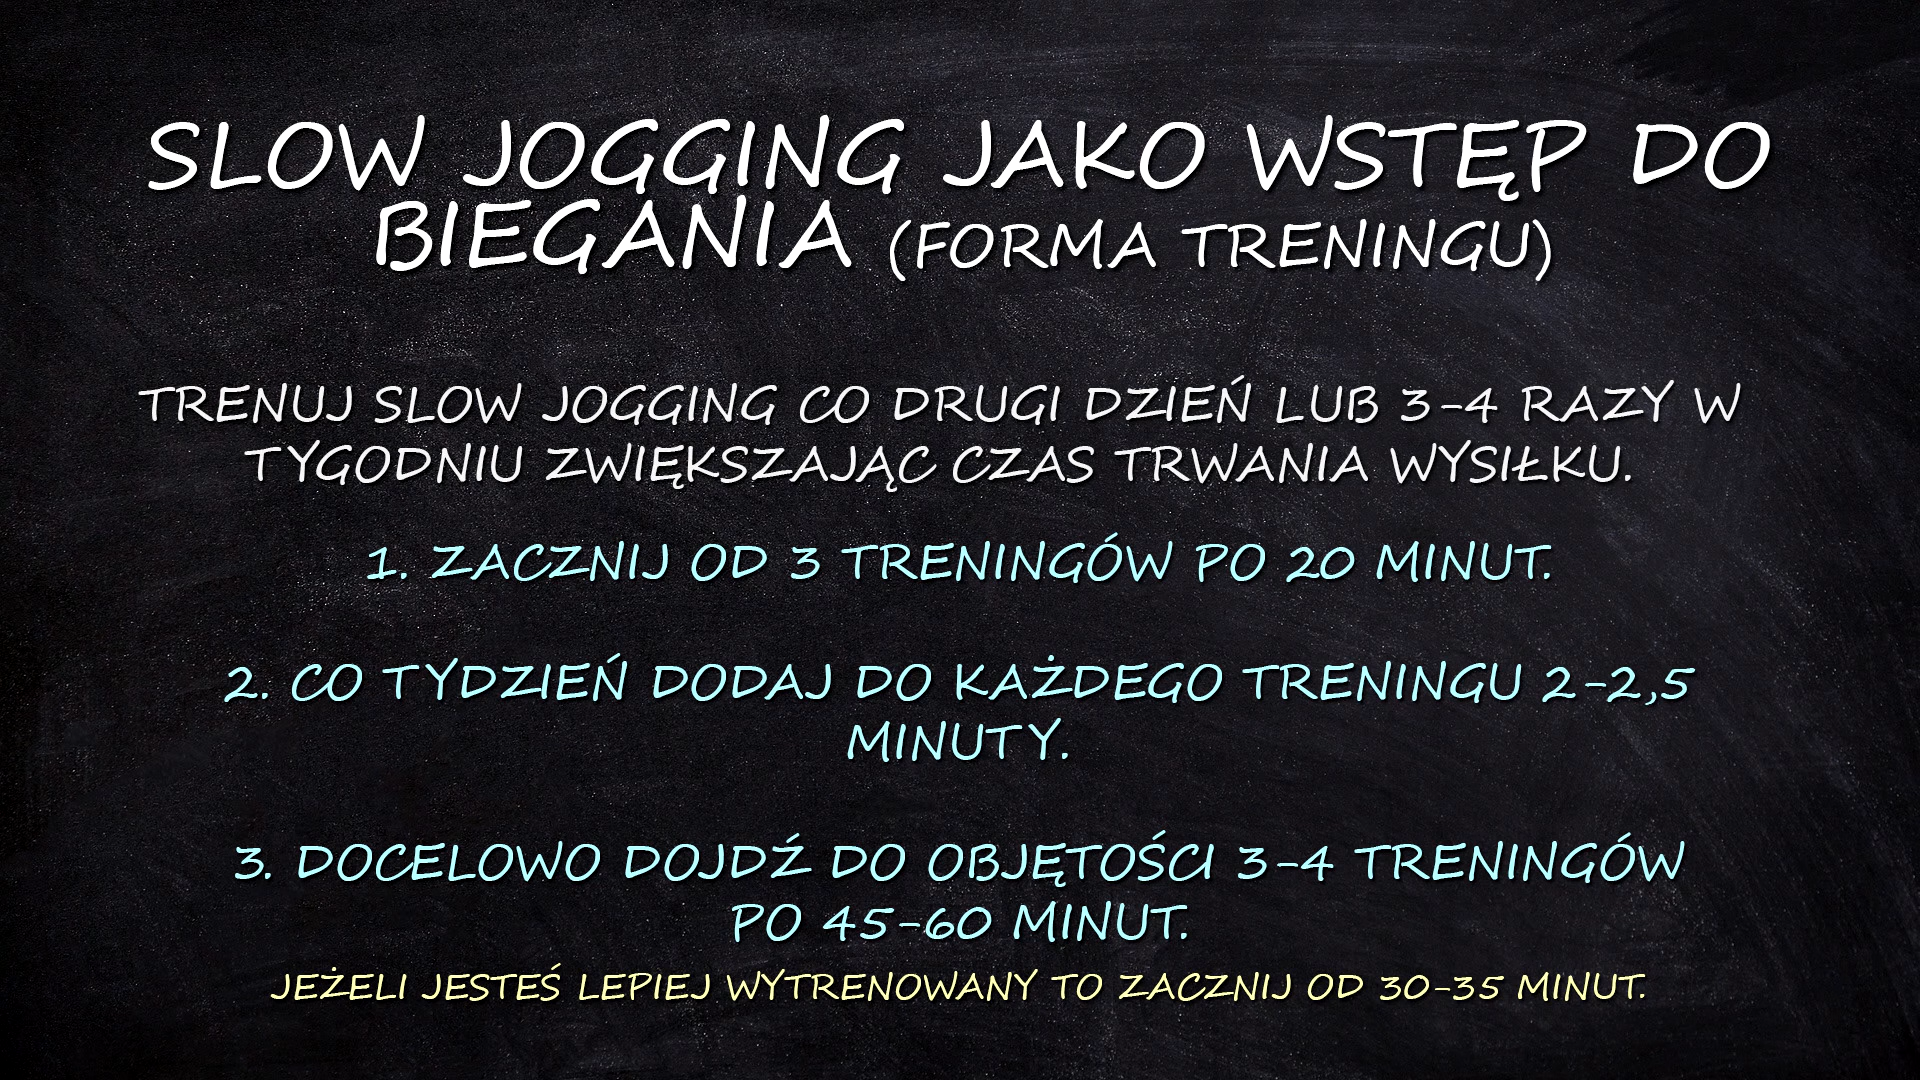 SLOW JOGGING JAKO WSTĘP DO
BIEGANIA (FORMA TRENINGU)
TRENUJ SLOW JOGGING CO DRUGI DZIEŃ LUB 3-4 RAZY W
TYGODNIU ZWIĘKSZAJĄC CZAS TRWANIA WYSIŁKU.
1. ZACZNIJ OD 3 TRENINGÓW PO 20 MINUT.
2. CO TYDZIEŃ DODAJ DO KAŻDEGO TRENINGU 2-2,5
MINUTY.
3. DOCELOWO DOJDŹ DO OBJĘTOŚCI 3-4 TRENINGÓW
PO 45-60 MINUT.
JEŻELI JESTEŚ LEPIEJ WYTRENOWANY TO ZACZNIJ OD 30-35 MINUT.